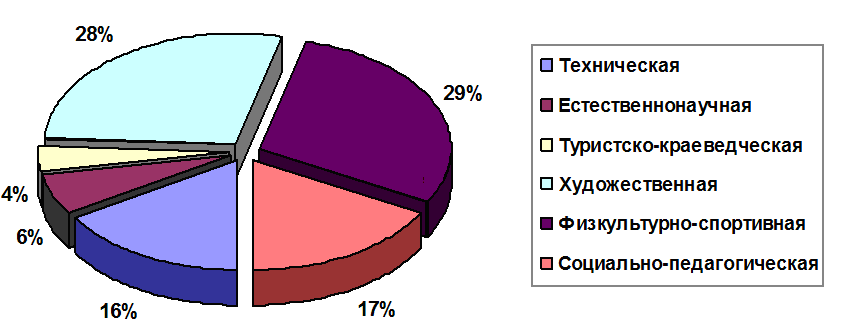 28%
29%
4%
6%
16%
17%
Техническая
Естественнонаучная
Туристско-краеведческая
Художественная
Физкультурно-спортивная
Социально-педагогическая